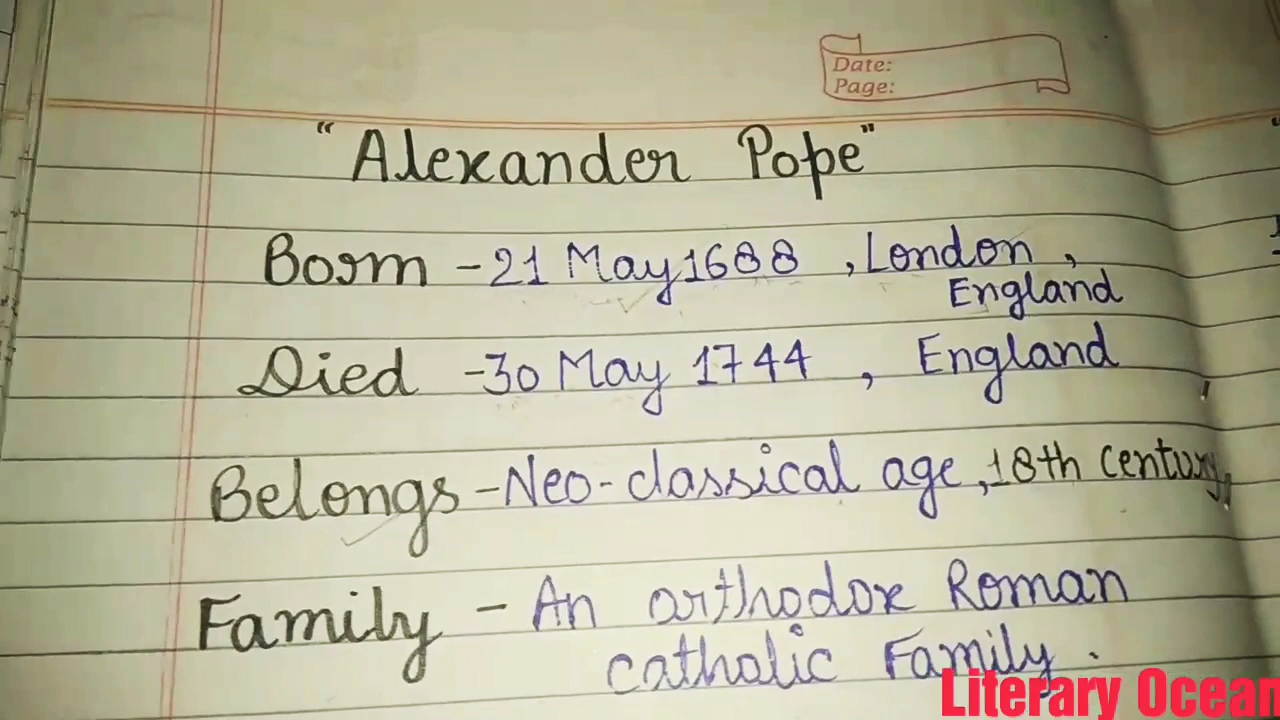 Date:
Page:
"Alexander Pope"
Born - 21 May 1688 , London ,
England
Died - 30 May 1744 , England
Belongs - Neo-classical age, 18th century,
Family - An orthodox Roman
catholic Family.
Literary Ocean